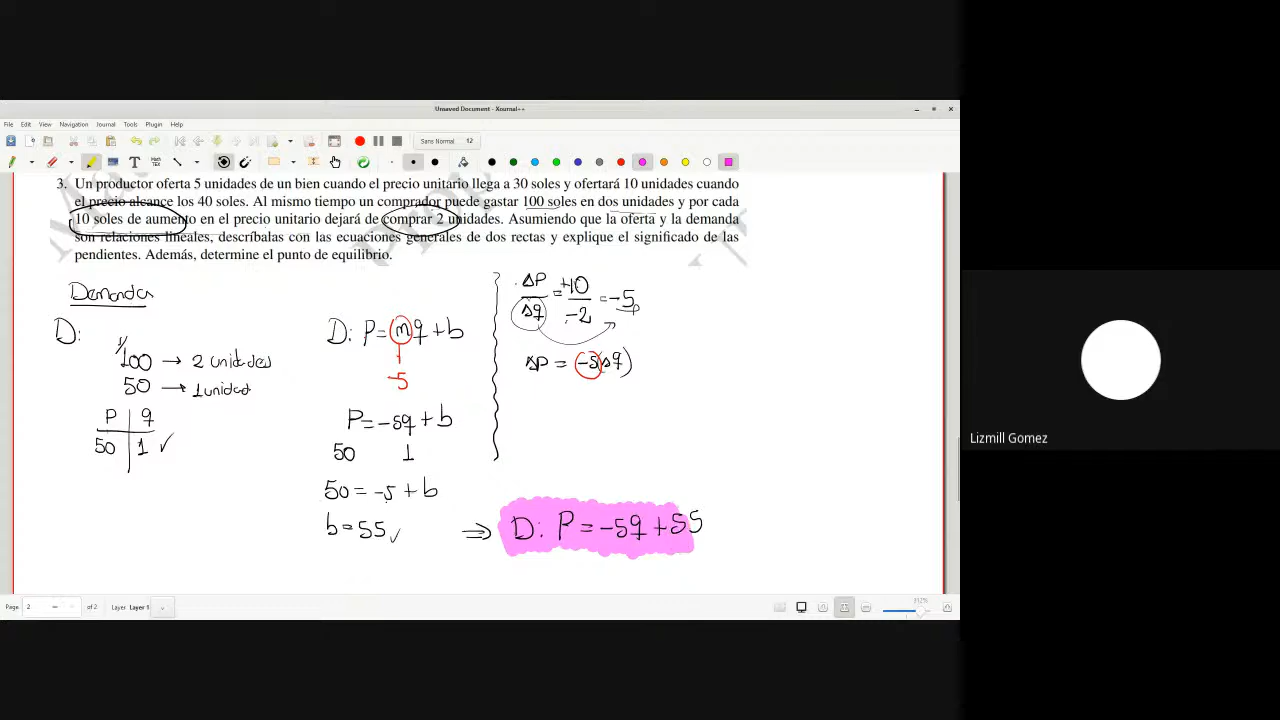 Unsaved Document - Xournal++
File Edit View Navigation Journal Tools Plugin Help
Sans Normal 12
3. Un productor oferta 5 unidades de un bien cuando el precio unitario llega a 30 soles y ofertará 10 unidades cuando
el precio alcance los 40 soles. Al mismo tiempo un comprador puede gastar 100 soles en dos unidades y por cada
10 soles de aumento en el precio unitario dejará de comprar 2 unidades. Asumiendo que la oferta y la demanda
son relaciones lineales, descríbalas con las ecuaciones generales de dos rectas y explique el significado de las
pendientes. Además, determine el punto de equilibrio.
Demanda
D:
100 → 2 unidades
50 → 1 unidad
P | q
50 | 1 ✓
D: P = mq + b
-5
P = -5q + b
50 1
50 = -5 + b
b = 55 ✓
ΔP/Δq = +10/-2 = -5
ΔP = -5(Δq)
⇒ D: P = -5q + 55
Lizmill Gomez
Page 2 of 2 Layer Layer 1